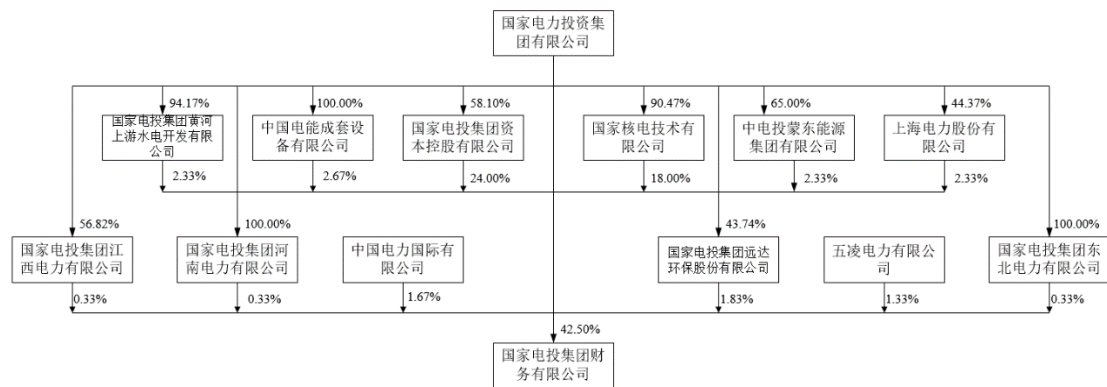 国家电力投资集
团有限公司
94.17%
100.00%
58.10%
90.47%
65.00%
44.37%
国家电投集团黄河
上游水电开发有限
公司
中国电能成套设
备有限公司
国家电投集团资
本控股有限公司
国家核电技术有
限公司
中电投蒙东能源
集团有限公司
上海电力股份有
限公司
2.33%
2.67%
24.00%
18.00%
2.33%
2.33%
56.82%
100.00%
43.74%
100.00%
国家电投集团江
西电力有限公司
国家电投集团河
南电力有限公司
中国电力国际有
限公司
国家电投集团远达
环保股份有限公司
五凌电力有限公
司
国家电投集团东
北电力有限公司
0.33%
0.33%
1.67%
1.83%
1.33%
0.33%
42.50%
国家电投集团财
务有限公司